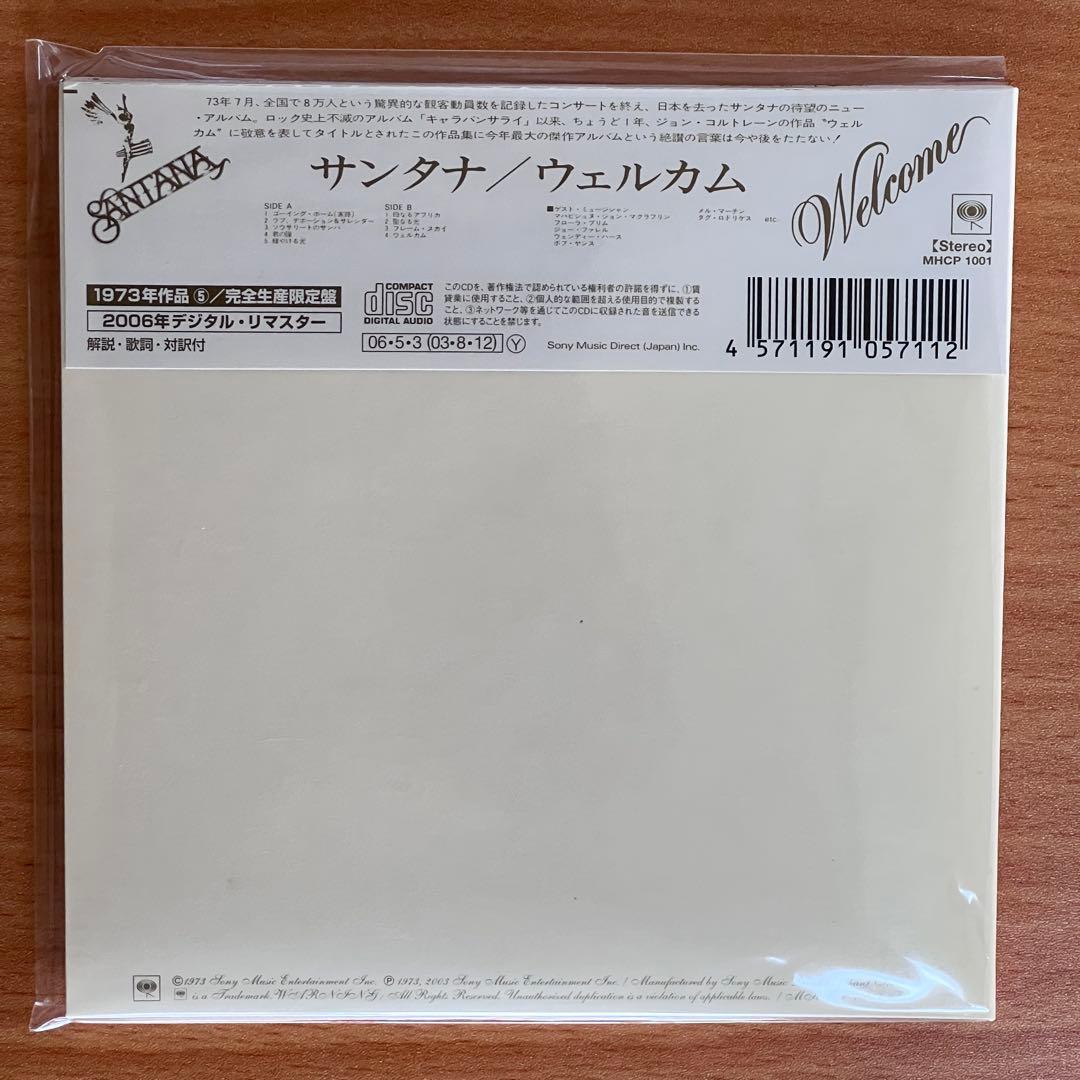 73年7月、全国で8万人という驚異的な観客動員数を記録したコンサートを終え、日本を去ったサンタナの待望のニュー
・アルバム。ロック史上不滅のアルバム「キャラバンサライ」以来、ちょうど1年、ジョン・コルトレーンの作品"ウェル
カム"に敬意を表してタイトルとされたこの作品集に今年最大の傑作アルバムという絶讃の言葉は今や後をたたない!
SANTANA
サンタナ/ウェルカム
Welcome
SIDE A
1. ゴーイング・ホーム(家路)
2. ラブ、デボーション&サレンダー
3. ソウサリートのサンバ
4. 君の瞳
5. 輝やける光
SIDE B
1. 母なるアフリカ
2. 聖なる光
3. フレーム・スカイ
4. ウェルカム
■ゲスト・ミュージシャン
マハビシュヌ・ジョン・マクラフリン
フローラ・プリム
ジョー・ファレル
ウェンディー・ハース
ボブ・ヤンス
メル・マーチン
タグ・ロドリゲス etc.
【Stereo】
MHCP 1001
1973年作品⑤/完全生産限定盤
2006年デジタル・リマスター
解説・歌詞・対訳付
COMPACT
disc
DIGITAL AUDIO
06・5・3 (03・8・12) Y
このCDを、著作権法で認められている権利者の許諾を得ずに、①賃
貸業に使用すること、②個人的な範囲を超える使用目的で複製する
こと、③ネットワーク等を通じてこのCDに収録された音を送信できる
状態にすることを禁じます。
Sony Music Direct (Japan) Inc.
4 571191 057112
©1973 Sony Music Entertainment Inc. ℗ 1973, 2003 Sony Music Entertainment Inc. / Manufactured by Sony Music
is a Trademark. WARNING: All Rights Reserved. Unauthorised duplication is a violation of applicable laws. /